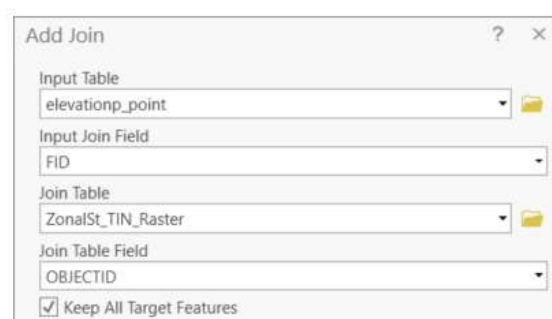 Add Join ? ×
Input Table
elevationp_point
Input Join Field
FID
Join Table
ZonalSt_TIN_Raster
Join Table Field
OBJECTID
Keep All Target Features